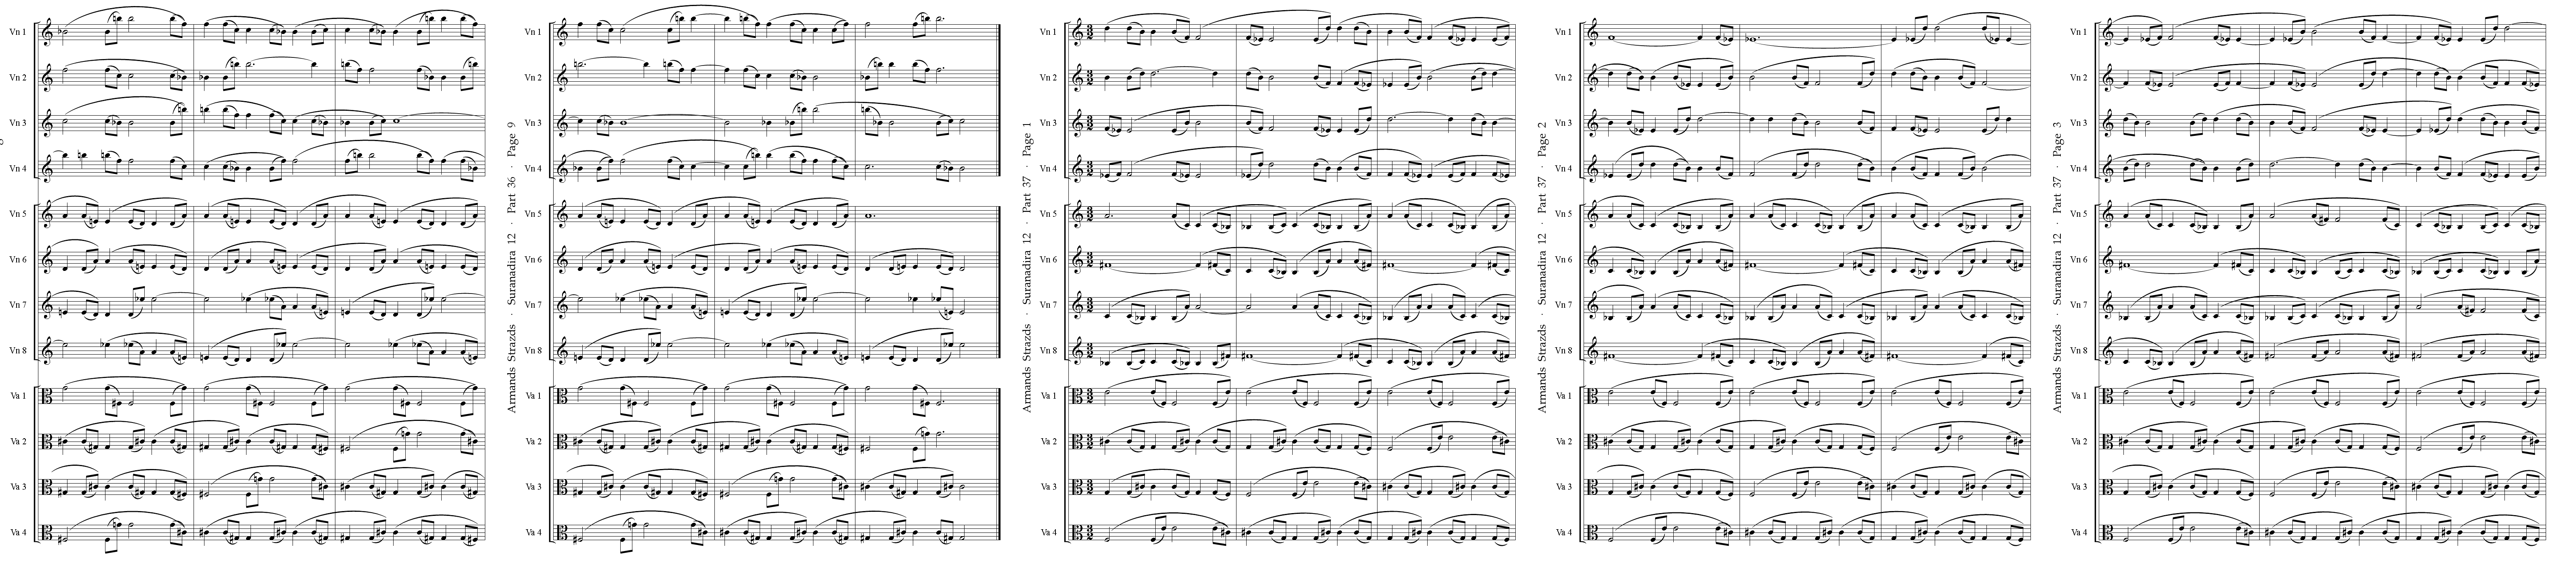 Vn 1
Vn 2
Vn 3
Vn 4
Vn 5
Vn 6
Vn 7
Vn 8
Va 1
Va 2
Va 3
Va 4
Armands Strazds · Suranadira 12 · Part 36 · Page 9
Vn 1
Vn 2
Vn 3
Vn 4
Vn 5
Vn 6
Vn 7
Vn 8
Va 1
Va 2
Va 3
Va 4
Armands Strazds · Suranadira 12 · Part 37 · Page 1
Vn 1
Vn 2
Vn 3
Vn 4
Vn 5
Vn 6
Vn 7
Vn 8
Va 1
Va 2
Va 3
Va 4
Armands Strazds · Suranadira 12 · Part 37 · Page 2
Vn 1
Vn 2
Vn 3
Vn 4
Vn 5
Vn 6
Vn 7
Vn 8
Va 1
Va 2
Va 3
Va 4
Armands Strazds · Suranadira 12 · Part 37 · Page 3
Vn 1
Vn 2
Vn 3
Vn 4
Vn 5
Vn 6
Vn 7
Vn 8
Va 1
Va 2
Va 3
Va 4